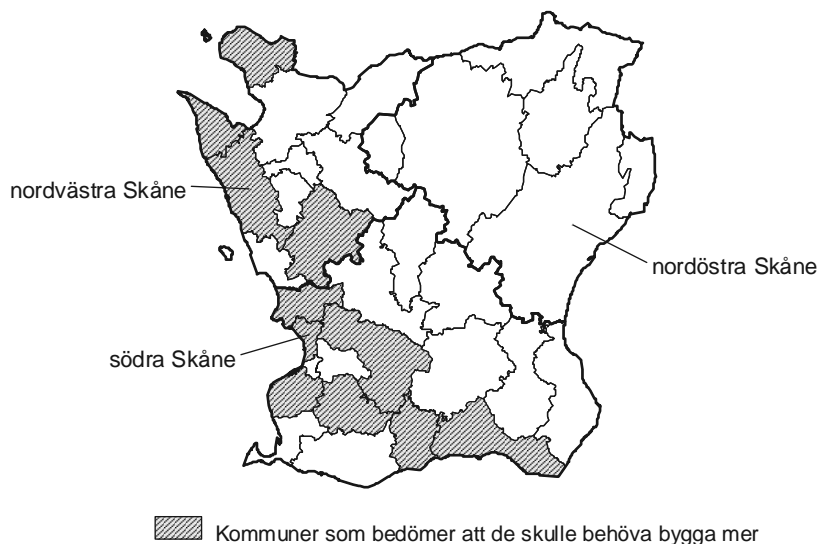 nordvästra Skåne
nordöstra Skåne
södra Skåne
Kommuner som bedömer att de skulle behöva bygga mer